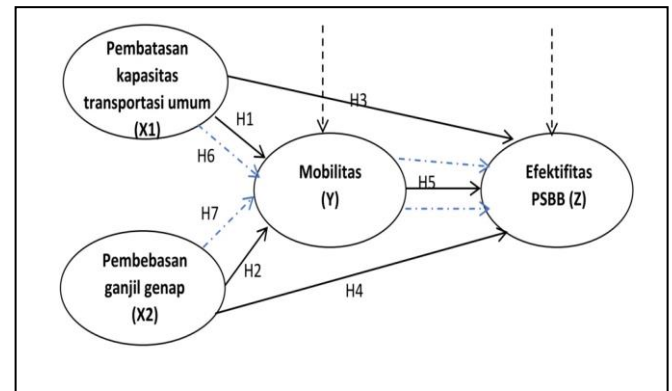 Pembatasan
kapasitas
transportasi umum
(X1)
H3
H1
H6
Mobilitas
(Y)
H5
Efektifitas
PSBB (Z)
H7
H2
Pembebasan
ganjil genap
(X2)
H4